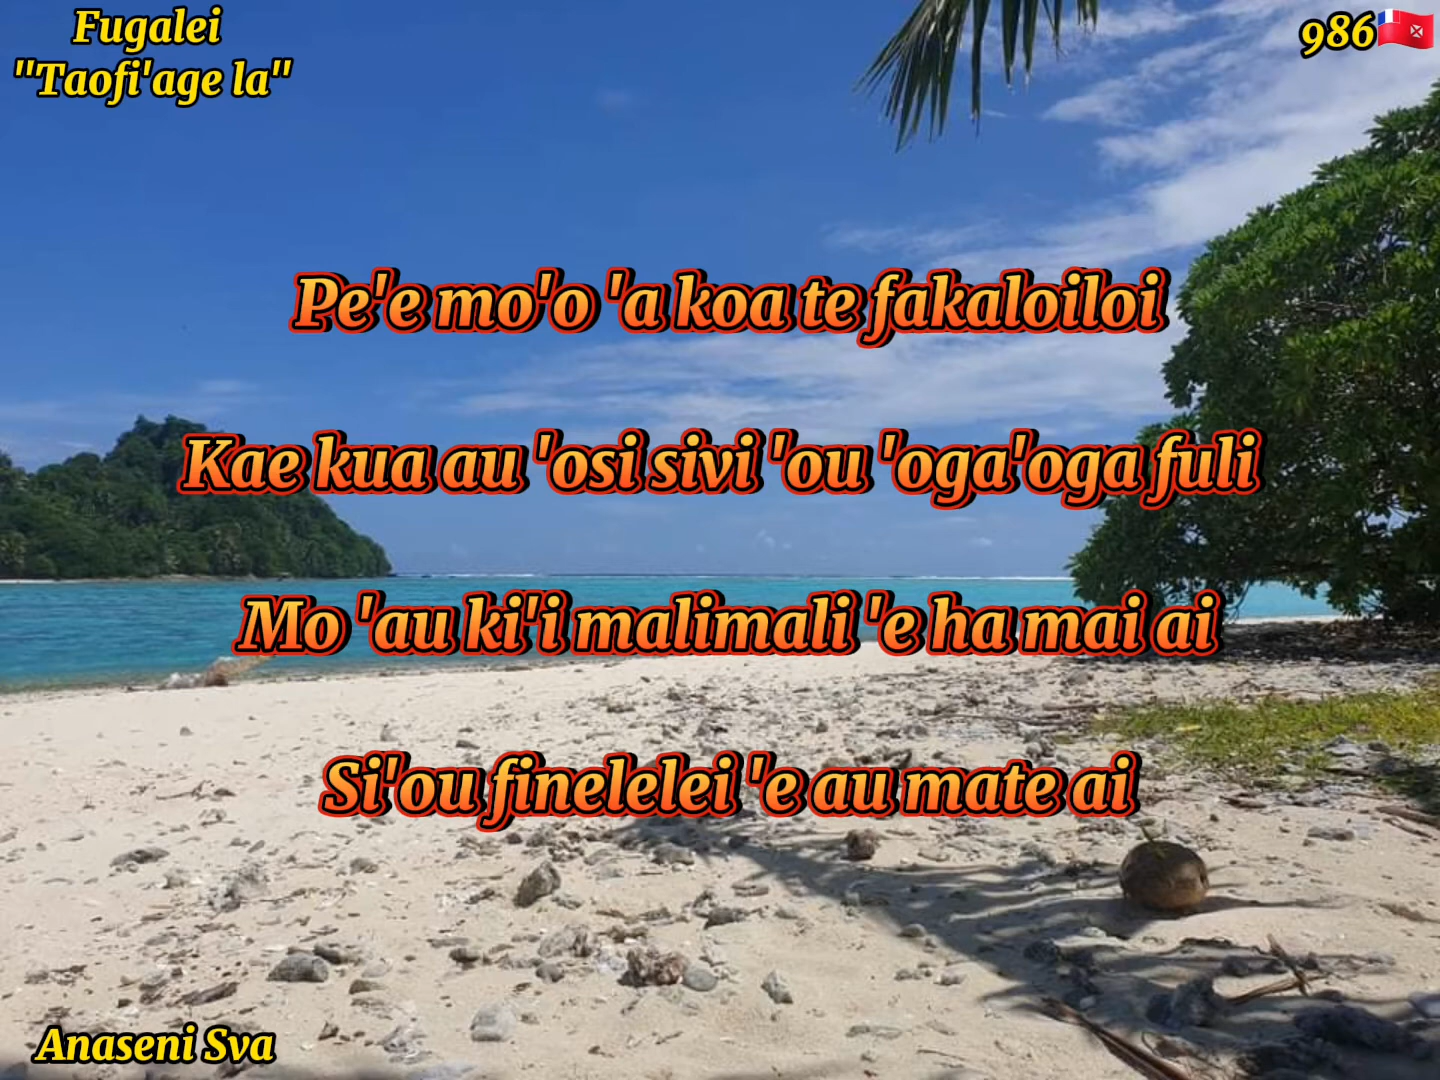 Fugalei
"Taofi'age la"
986🇼🇫
Pe'e mo'o 'a koa te fakaloiloi
Kae kua au 'osi sivi 'ou 'oga'oga fuli
Mo 'au ki'i malimali 'e ha mai ai
Si'ou finelelei 'e au mate ai
Anaseni Sva